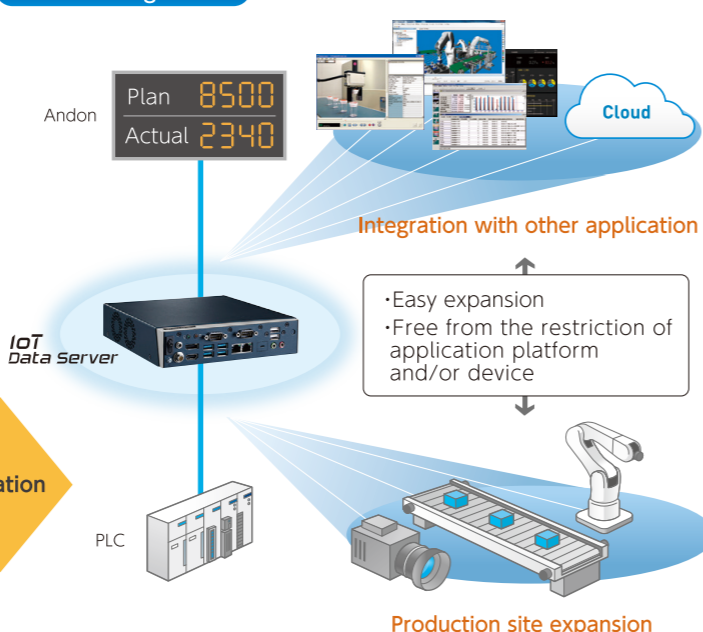 Andon
Plan 8500
Actual 2340
Cloud
Integration with other application
・Easy expansion
・Free from the restriction of
application platform
and/or device
IoT
Data Server
PLC
Production site expansion